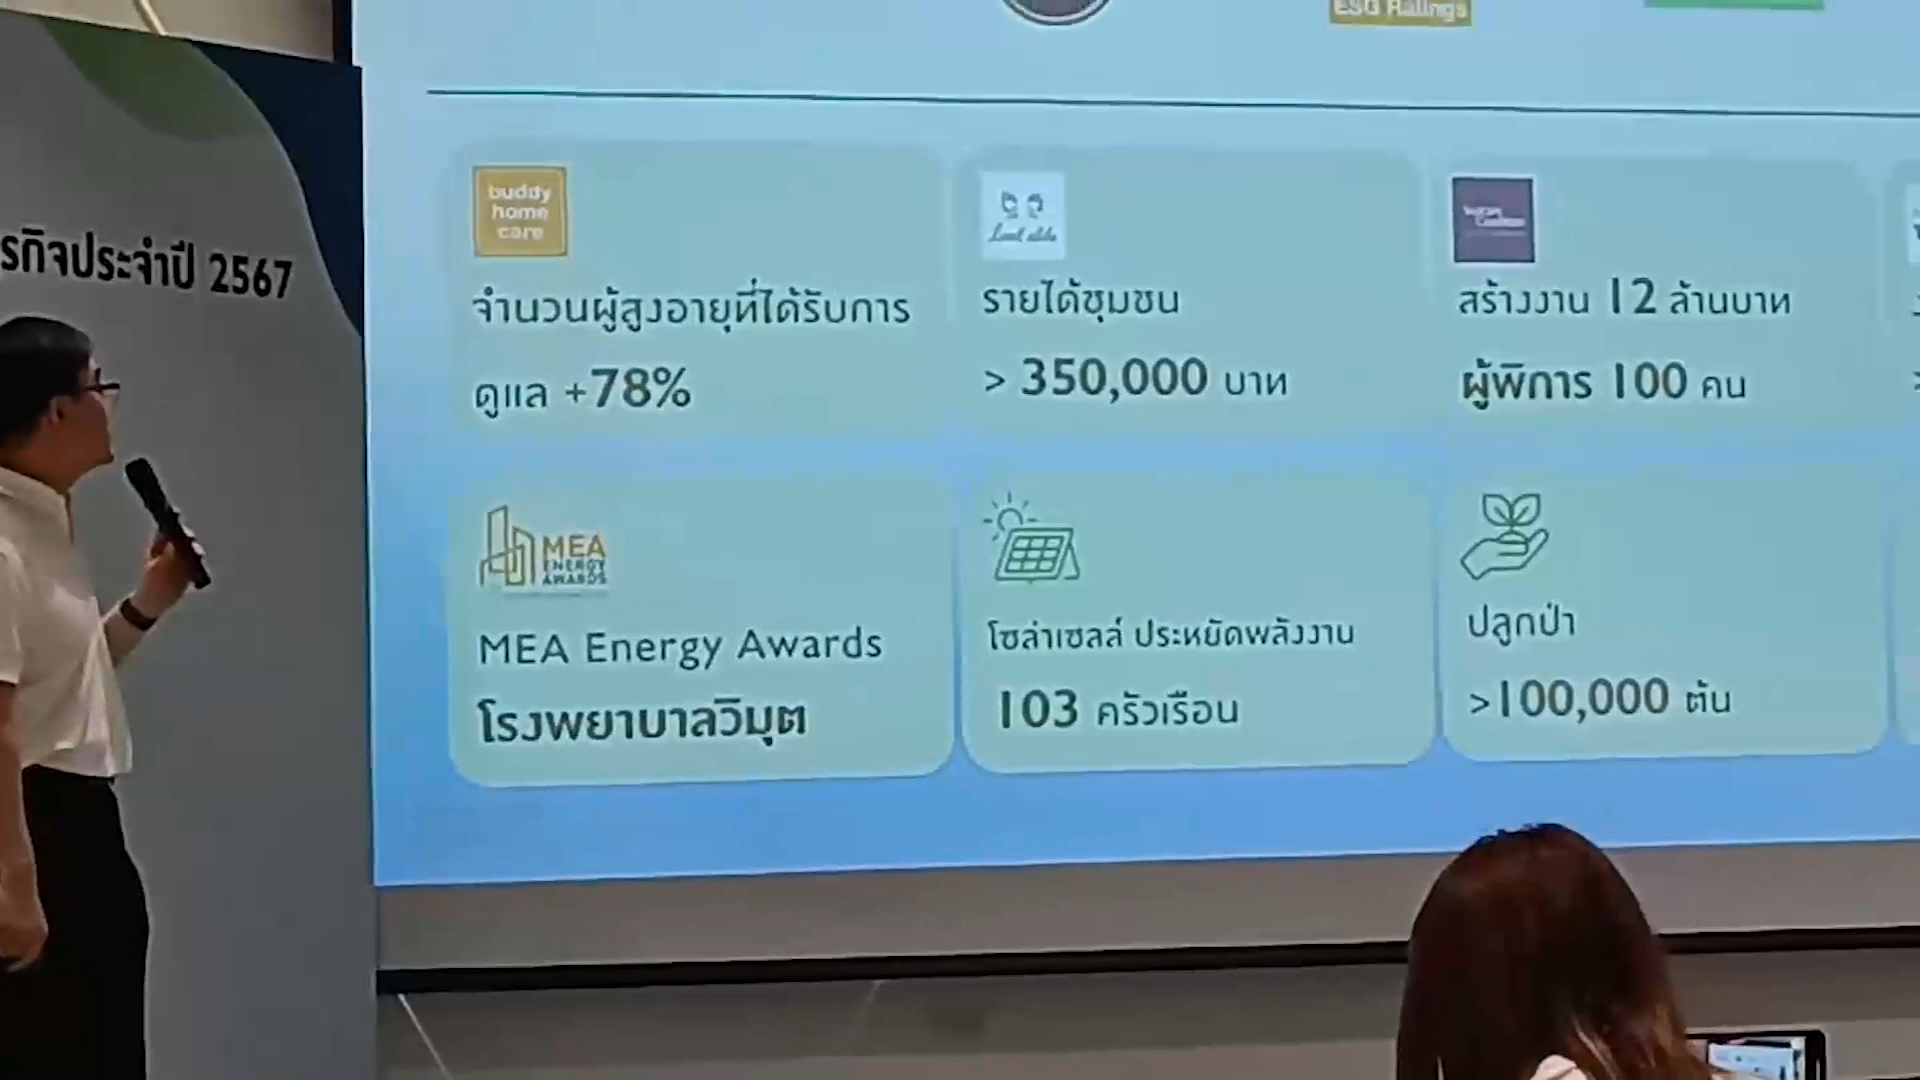 ESG Ratings
รกิจประจำปี 2567
buddy
home
care
จำนวนผู้สูงอายุที่ได้รับการ
ดูแล +78%
Local alike
รายได้ชุมชน
> 350,000 บาท
สร้างงาน 12 ล้านบาท
ผู้พิการ 100 คน
MEA
ENERGY
AWARDS
MEA Energy Awards
โรงพยาบาลวิมุต
โซล่าเซลล์ ประหยัดพลังงาน
103 ครัวเรือน
ปลูกป่า
>100,000 ต้น